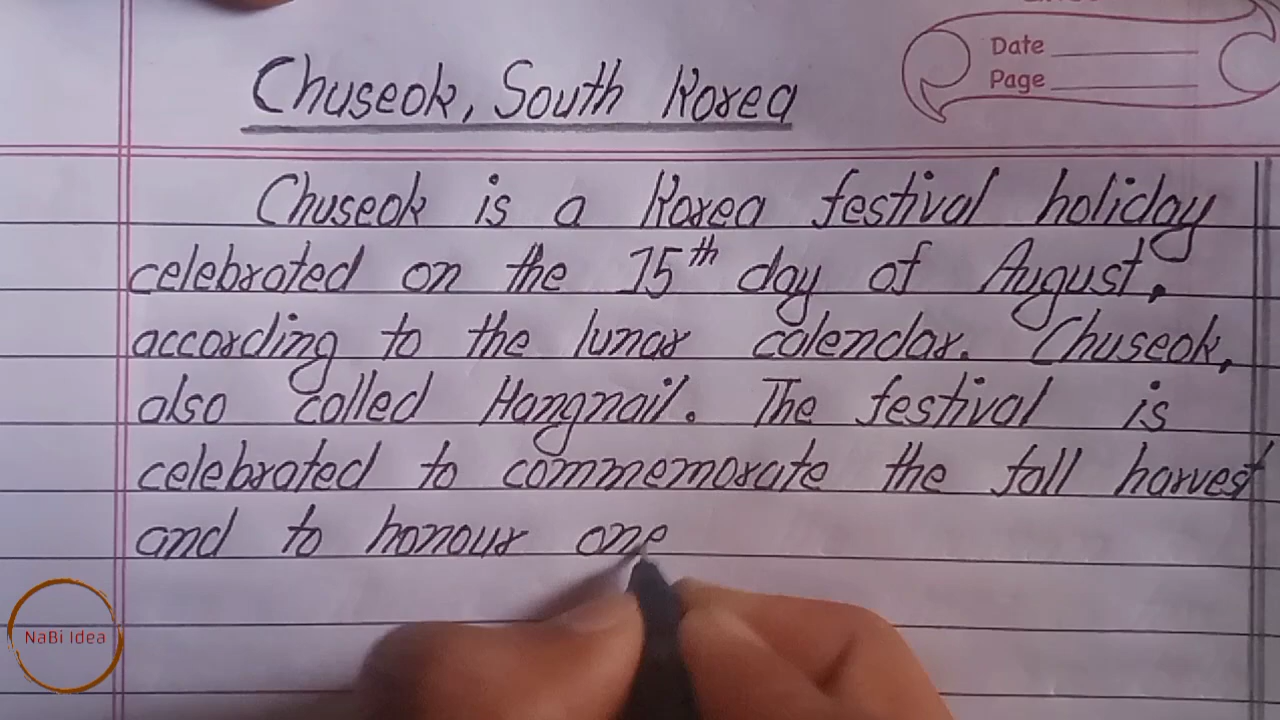 Date
Page
Chuseok, South Korea
Chuseok is a Korea festival holiday
celebrated on the 15th day of August.
according to the lunar calendar. Chuseok,
also called Hangnail. The festival is
celebrated to commemorate the fall harvest
and to honour one
NaBi Idea